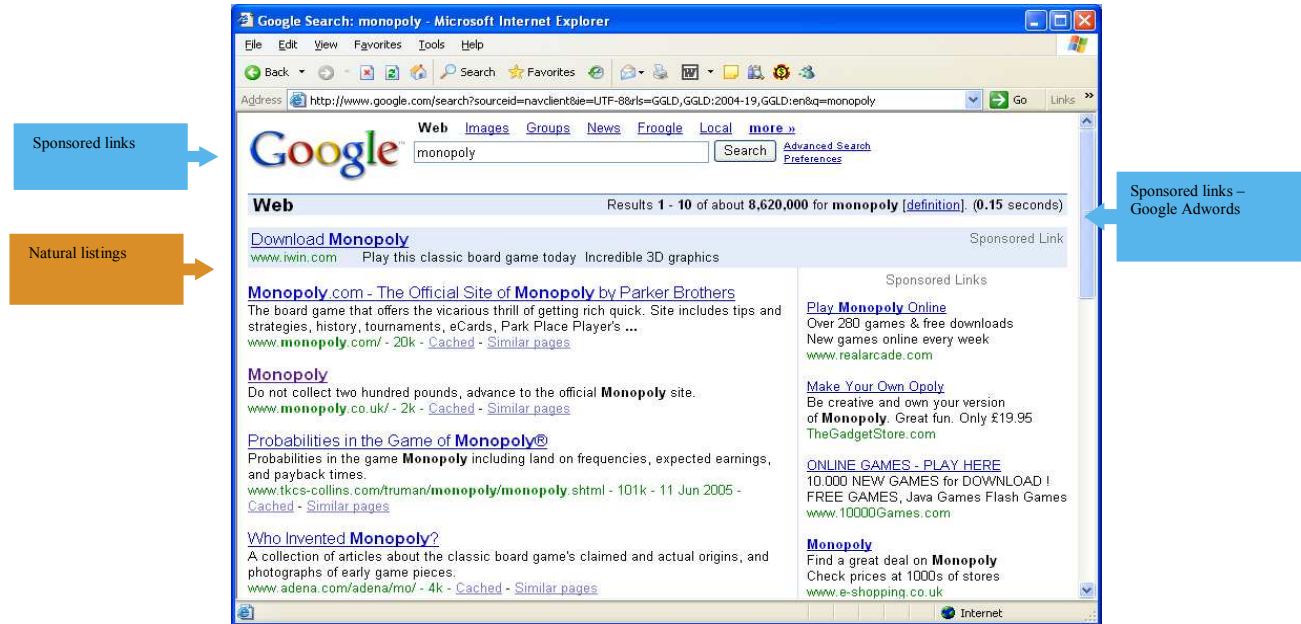 Google Search: monopoly - Microsoft Internet Explorer
File Edit View Favorites Tools Help
Back Search Favorites
Address http://www.google.com/search?sourceid=navclient&ie=UTF-8&rls=GGLD,GGLD:2004-19,GGLD:en&q=monopoly Go Links »
Sponsored links
Natural listings
Sponsored links –
Google Adwords
Google™
Web Images Groups News Froogle Local more »
monopoly Search Advanced Search
Preferences
Web Results 1 - 10 of about 8,620,000 for monopoly [definition]. (0.15 seconds)
Download Monopoly Sponsored Link
www.iwin.com Play this classic board game today Incredible 3D graphics
Monopoly.com - The Official Site of Monopoly by Parker Brothers
The board game that offers the vicarious thrill of getting rich quick. Site includes tips and
strategies, history, tournaments, eCards, Park Place Player's ...
www.monopoly.com/ - 20k - Cached - Similar pages
Monopoly
Do not collect two hundred pounds, advance to the official Monopoly site.
www.monopoly.co.uk/ - 2k - Cached - Similar pages
Probabilities in the Game of Monopoly®
Probabilities in the game Monopoly including land on frequencies, expected earnings,
and payback times.
www.tkcs-collins.com/truman/monopoly/monopoly.shtml - 101k - 11 Jun 2005 -
Cached - Similar pages
Who Invented Monopoly?
A collection of articles about the classic board game's claimed and actual origins, and
photographs of early game pieces.
www.adena.com/adena/mo/ - 4k - Cached - Similar pages
Sponsored Links
Play Monopoly Online
Over 280 games & free downloads
New games online every week
www.realarcade.com
Make Your Own Opoly
Be creative and own your version
of Monopoly. Great fun. Only £19.95
TheGadgetStore.com
ONLINE GAMES - PLAY HERE
10.000 NEW GAMES for DOWNLOAD !
FREE GAMES, Java Games Flash Games
www.10000Games.com
Monopoly
Find a great deal on Monopoly
Check prices at 1000s of stores
www.e-shopping.co.uk
Internet